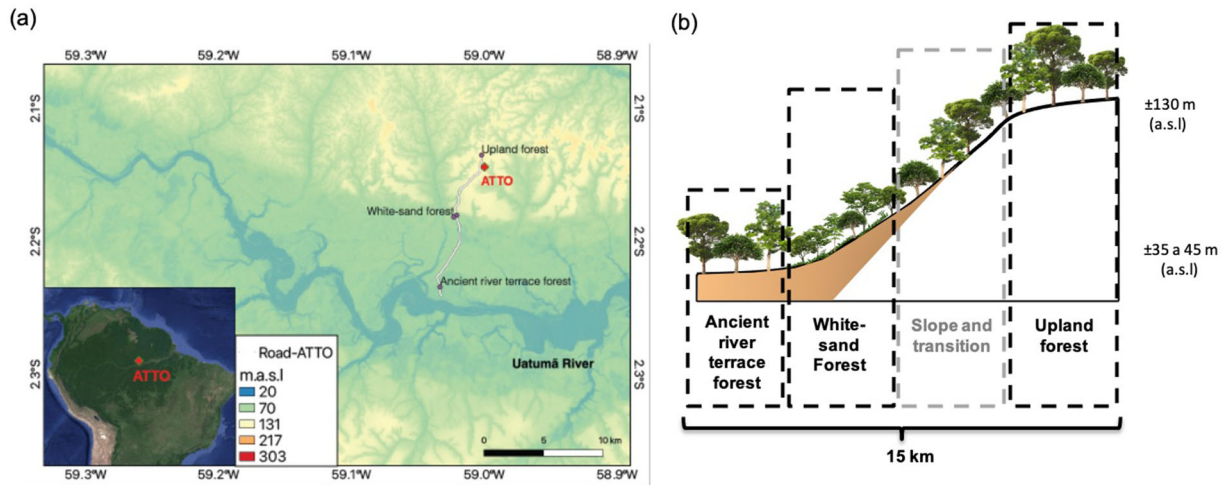 (a)
59.3°W 59.2°W 59.1°W 59.0°W 58.9°W
2.1°S 2.1°S
Upland forest
ATTO
White-sand forest
2.2°S 2.2°S
Ancient river terrace forest
Uatumã River
2.3°S 2.3°S
ATTO
Road-ATTO
m.a.s.l
20
70
131
217
303
0 5 10 km
59.3°W 59.2°W 59.1°W 59.0°W 58.9°W
(b)
±130 m
(a.s.l)
±35 a 45 m
(a.s.l)
Ancient
river
terrace
forest
White-
sand
Forest
Slope and
transition
Upland
forest
15 km